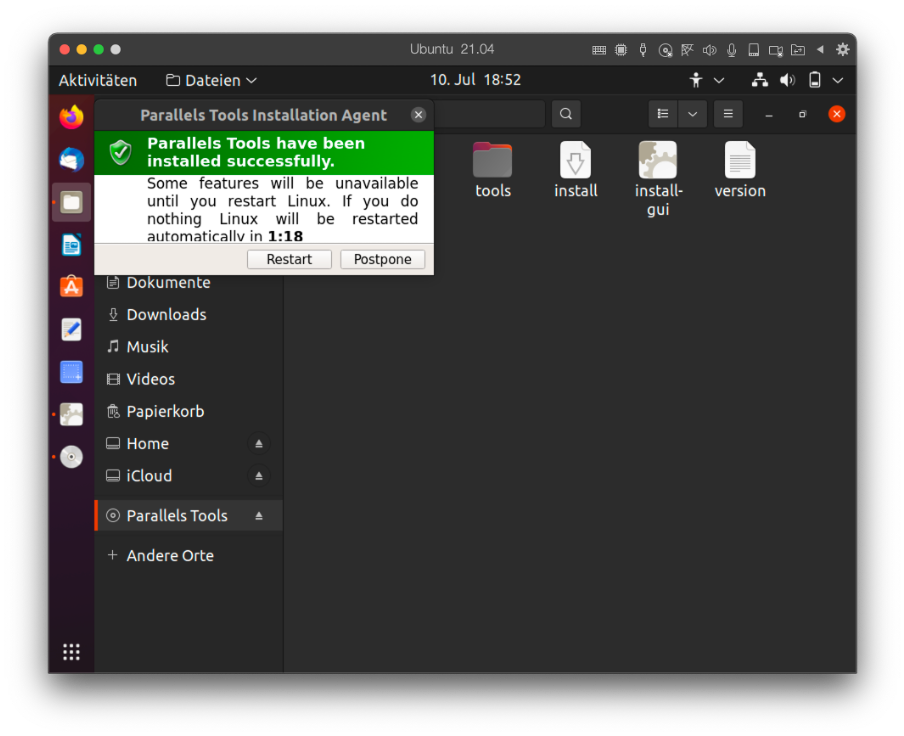 Ubuntu 21.04
Aktivitäten
Dateien
10. Jul 18:52
Parallels Tools Installation Agent
Parallels Tools have been
installed successfully.
Some features will be unavailable
until you restart Linux. If you do
nothing Linux will be restarted
automatically in 1:18
Restart
Postpone
tools
install
install-
gui
version
Dokumente
Downloads
Musik
Videos
Papierkorb
Home
iCloud
Parallels Tools
Andere Orte